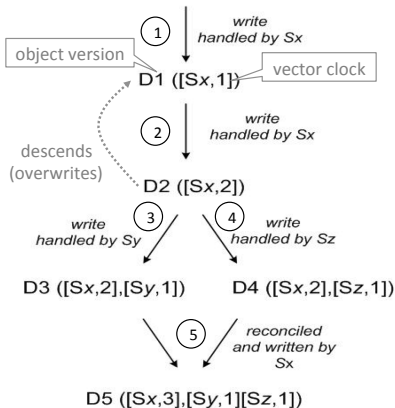 1
write
handled by Sx
object version
D1 ([Sx,1])
vector clock
2
write
handled by Sx
descends
(overwrites)
D2 ([Sx,2])
3
write
handled by Sy
4
write
handled by Sz
D3 ([Sx,2],[Sy,1])
D4 ([Sx,2],[Sz,1])
5
reconciled
and written by
Sx
D5 ([Sx,3],[Sy,1][Sz,1])